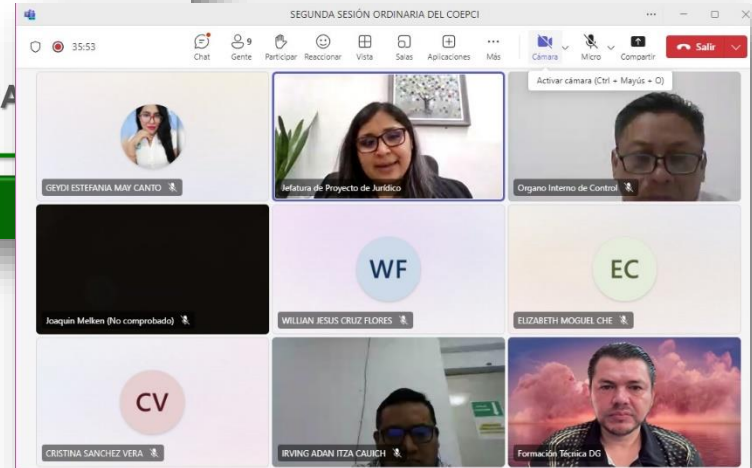 SEGUNDA SESIÓN ORDINARIA DEL COEPCI
35:53
9
Chat Gente Participar Reaccionar Vista Salas Aplicaciones Más Cámara Micro Compartir Salir
Activar cámara (Ctrl + Mayús + O)
A
GEYDI ESTEFANIA MAY CANTO
Jefatura de Proyecto de Jurídico
Organo Interno de Control
WF
EC
Joaquin Melken (No comprobado)
WILLIAN JESUS CRUZ FLORES
ELIZABETH MOGUEL CHE
CV
CRISTINA SANCHEZ VERA
IRVING ADAN ITZA CAUICH
Formación Técnica DG